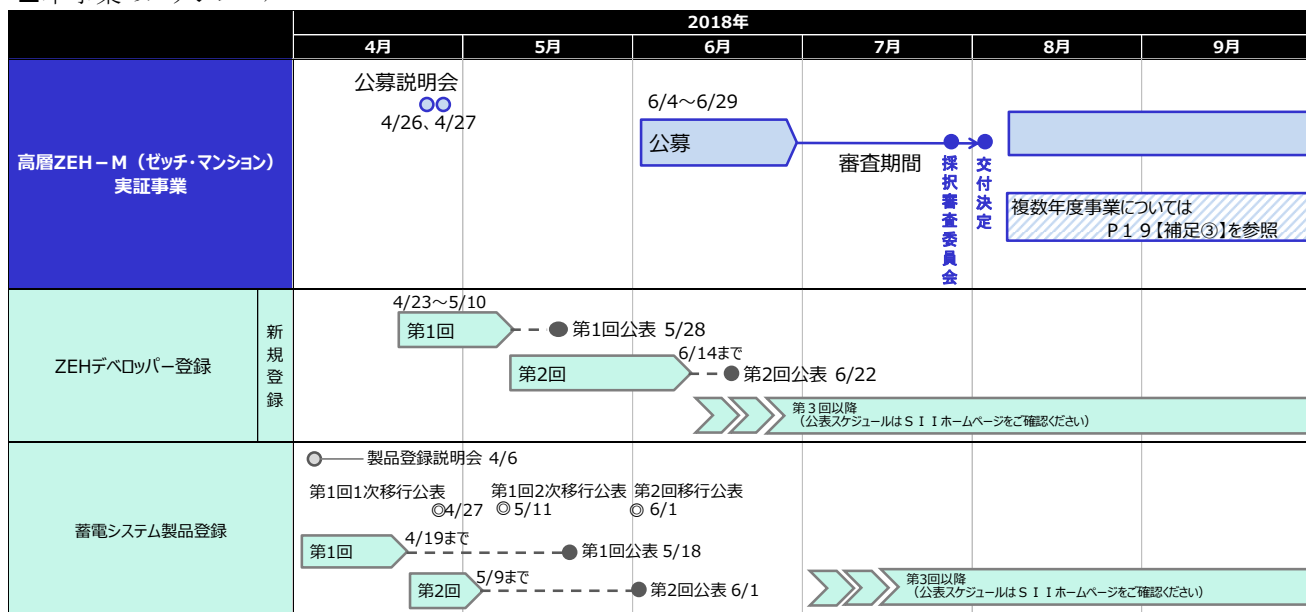 2018年
4月
5月
6月
7月
8月
9月
高層ZEH－M（ゼッチ・マンション）
実証事業
公募説明会
4/26、4/27
6/4～6/29
公募
審査期間
採択審査委員会
交付決定
複数年度事業については
P１９【補足③】を参照
ZEHデベロッパー登録
新規登録
4/23～5/10
第1回
第1回公表 5/28
第2回
6/14まで
第2回公表 6/22
第３回以降
（公表スケジュールはＳＩＩホームページをご確認ください）
蓄電システム製品登録
製品登録説明会 4/6
第1回1次移行公表
◎4/27
第1回2次移行公表
◎5/11
第2回移行公表
◎ 6/1
第1回
4/19まで
第1回公表 5/18
第2回
5/9まで
第2回公表 6/1
第3回以降
（公表スケジュールはＳＩＩホームページをご確認ください）